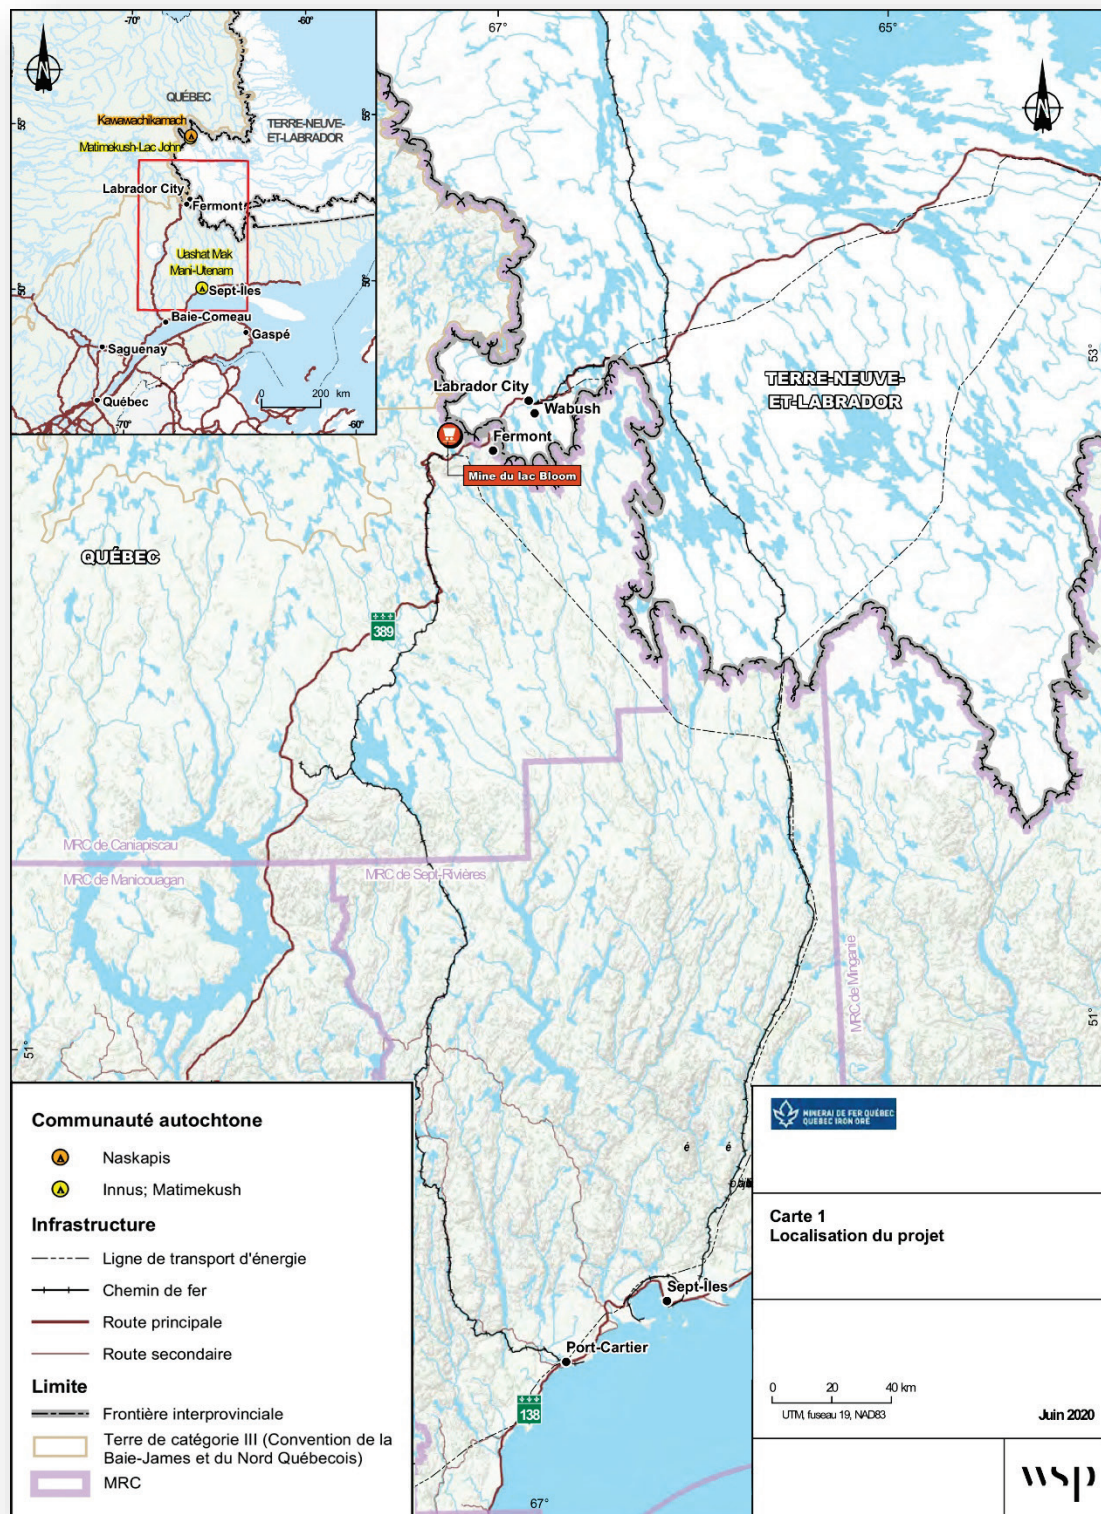 -70°
-60°
67°
65°
N
N
QUÉBEC
Kawawachikamach
TERRE-NEUVE-
ET-LABRADOR
55°
55°
Matimekush-Lac John
Labrador City
Fermont
Uashat Mak
Mani-Utenam
Sept-Îles
50°
50°
Baie-Comeau
Gaspé
Saguenay
0 200 km
Québec
-70°
-60°
53°
Labrador City
Wabush
TERRE-NEUVE-
ET-LABRADOR
Fermont
Mine du lac Bloom
QUÉBEC
389
MRC de Caniapiscau
MRC de Manicouagan
MRC de Sept-Rivières
MRC de Minganie
51°
51°
Communauté autochtone
Naskapis
Innus; Matimekush
Infrastructure
Ligne de transport d'énergie
Chemin de fer
Route principale
Route secondaire
Limite
Frontière interprovinciale
Terre de catégorie III (Convention de la
Baie-James et du Nord Québecois)
MRC
é é
Sept-Îles
Port-Cartier
138
67°
MINERAI DE FER QUÉBEC
QUEBEC IRON ORE
Carte 1
Localisation du projet
0 20 40 km
UTM, fuseau 19, NAD83
Juin 2020
wsp